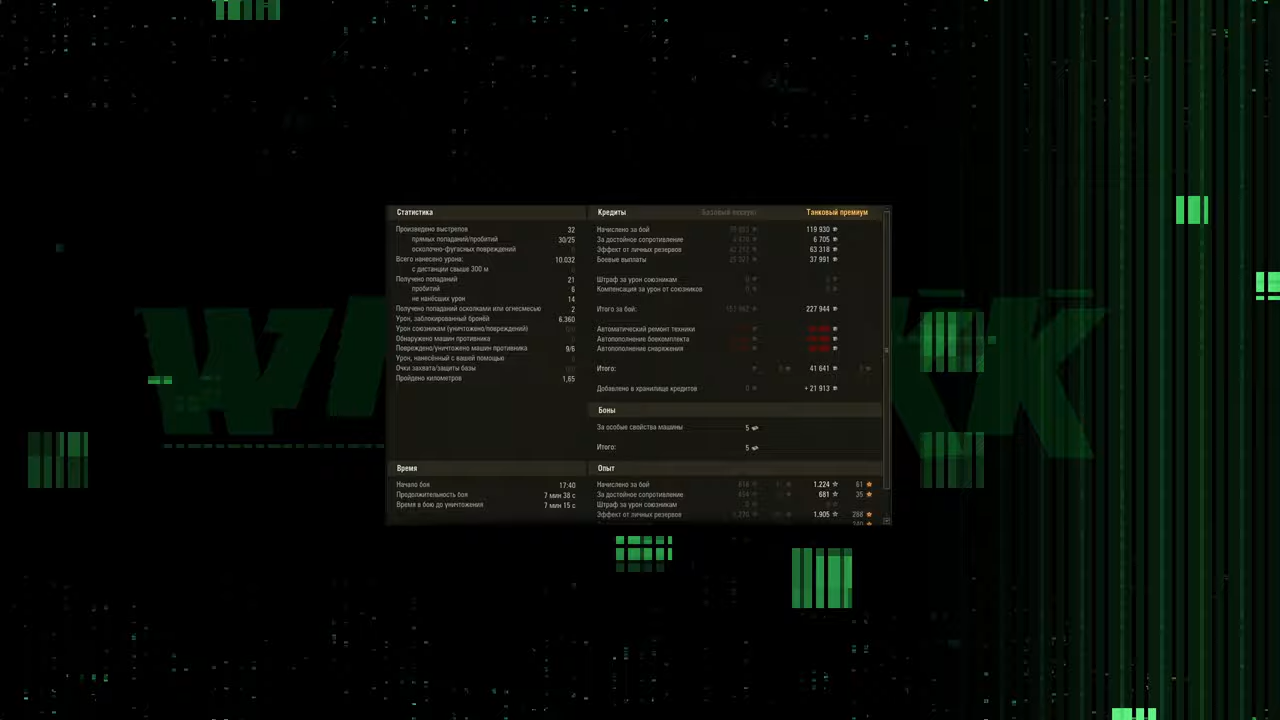 Статистика
Произведено выстрелов 32
прямых попаданий/пробитий 30/25
осколочно-фугасных повреждений
Всего нанесено урона: 10.032
с дистанции свыше 300 м
Получено попаданий 21
пробитий 6
не нанёсших урон 14
Получено попаданий осколками или огнесмесью 2
Урон, заблокированный бронёй 6.360
Урон союзникам (уничтожено/повреждений)
Обнаружено машин противника
Повреждено/уничтожено машин противника 9/6
Урон, нанесённый с вашей помощью
Очки захвата/защиты базы
Пройдено километров 1,65
Время
Начало боя 17:40
Продолжительность боя 7 мин 38 с
Время в бою до уничтожения 7 мин 15 с
Кредиты Базовый аккаунт Танковый премиум
Начислено за бой 119 930
За достойное сопротивление 6 705
Эффект от личных резервов 63 318
Боевые выплаты 37 991
Штраф за урон союзникам 0 0
Компенсация за урон от союзников 0 0
Итого за бой: 227 944
Автоматический ремонт техники
Автопополнение боекомплекта
Автопополнение снаряжения
Итого: 41 641
Добавлено в хранилище кредитов 0 + 21 913
Боны
За особые свойства машины 5
Итого: 5
Опыт
Начислено за бой 1.224 61
За достойное сопротивление 681 35
Штраф за урон союзникам
Эффект от личных резервов 1.905 288